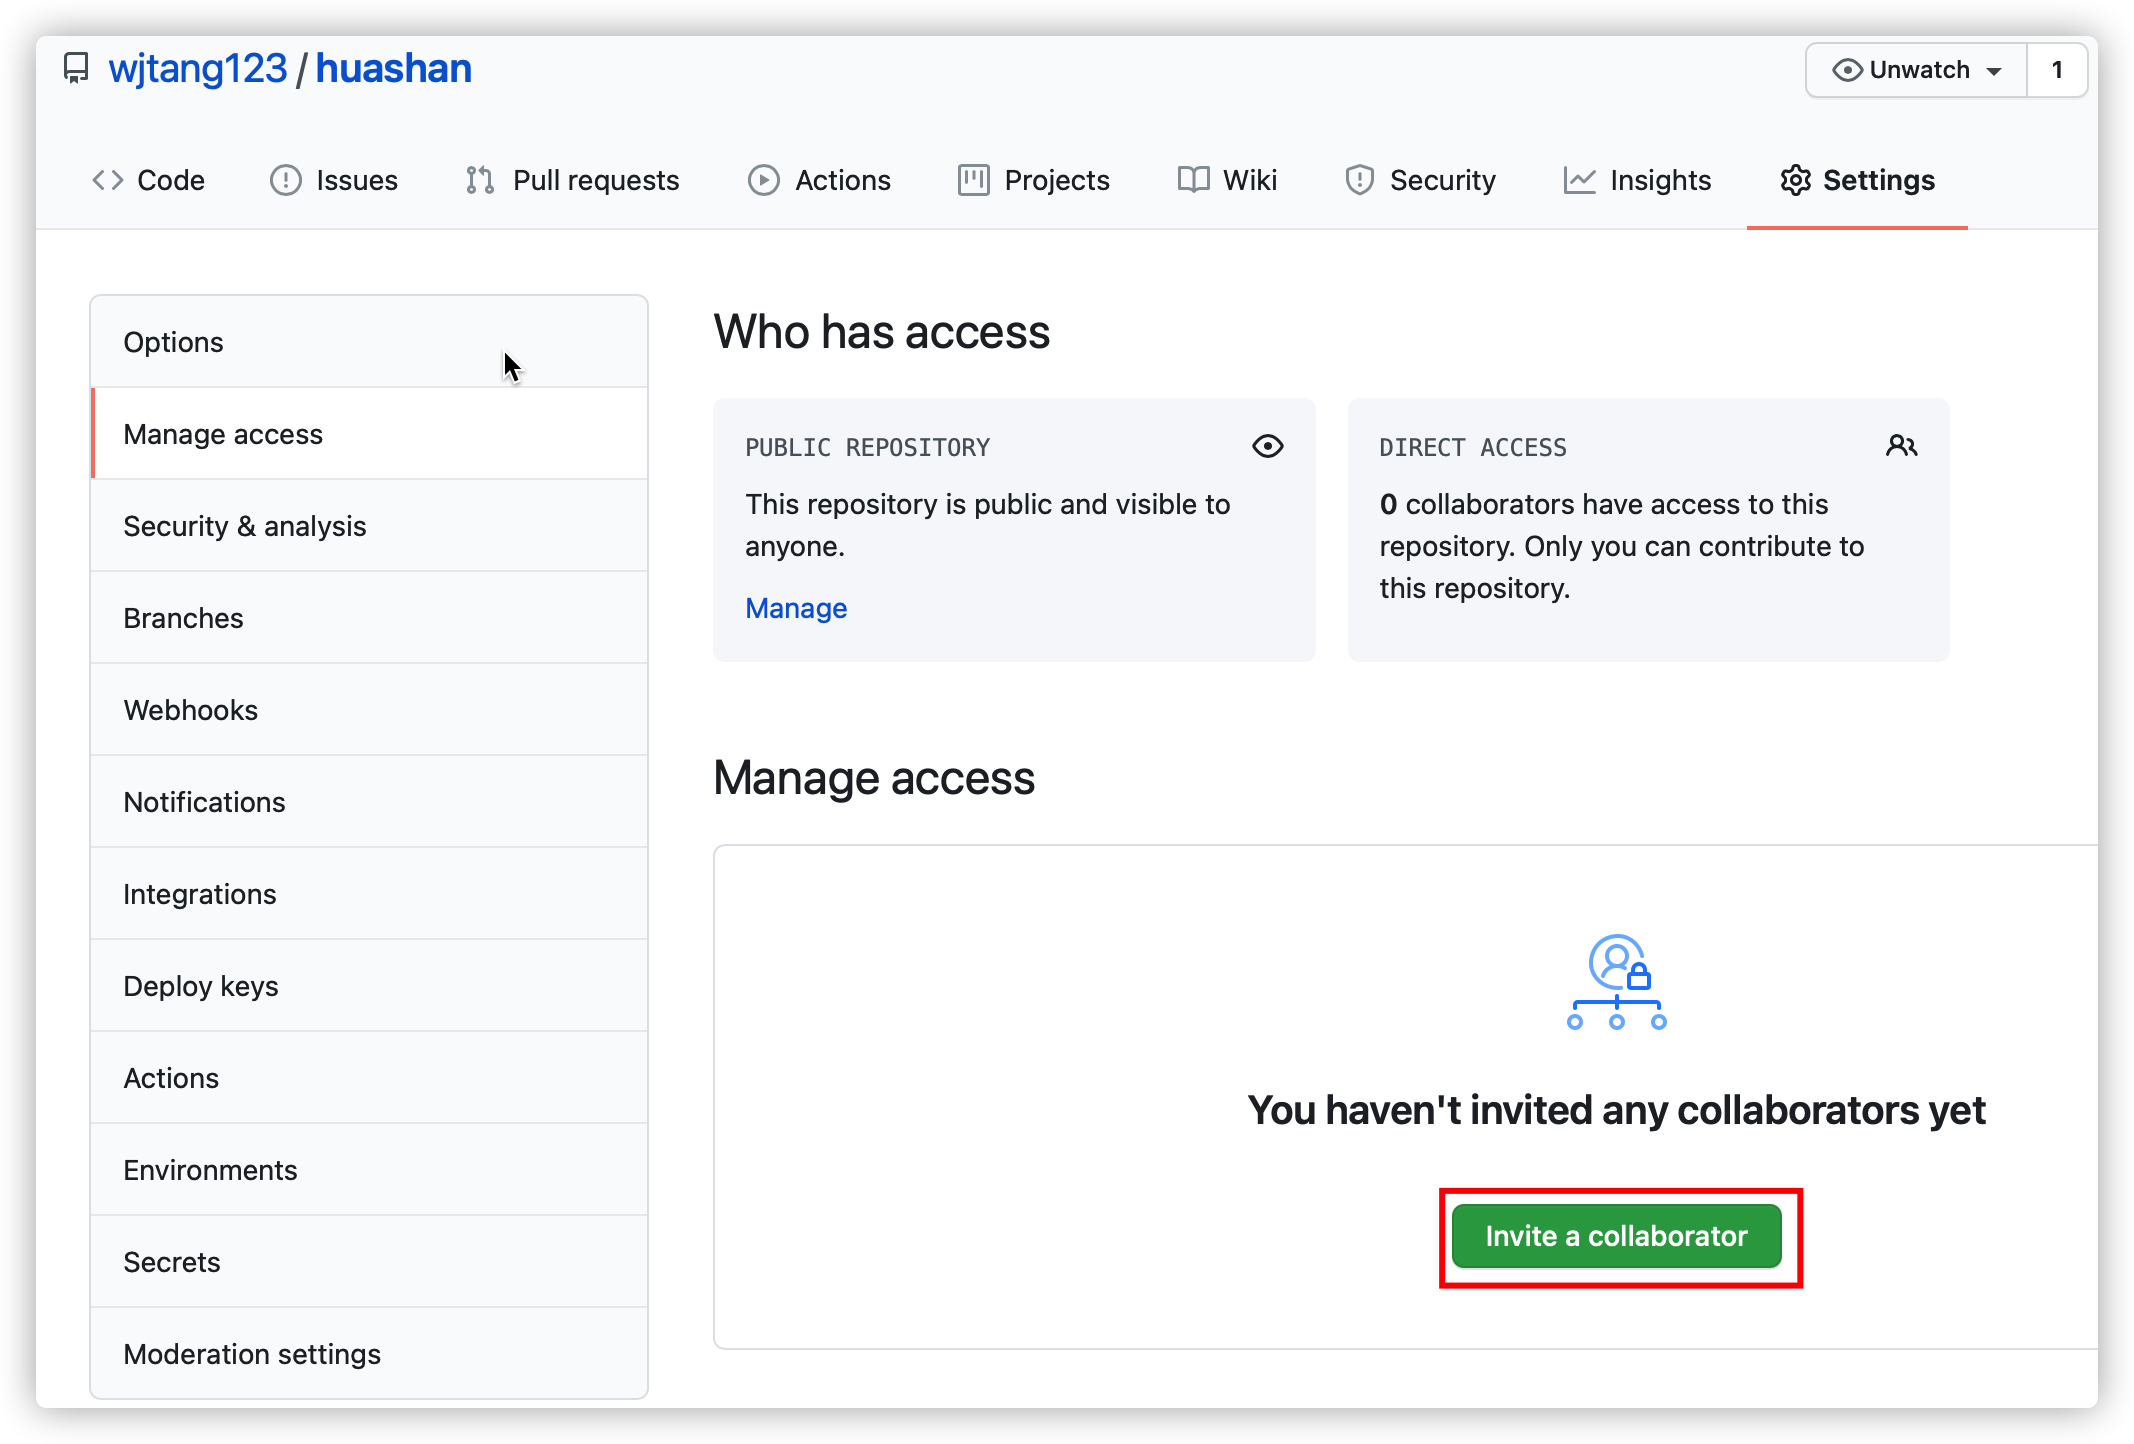 wjtang123 / huashan
Unwatch 1
Code Issues Pull requests Actions Projects Wiki Security Insights Settings
Options
Manage access
Security & analysis
Branches
Webhooks
Notifications
Integrations
Deploy keys
Actions
Environments
Secrets
Moderation settings
Who has access
PUBLIC REPOSITORY
This repository is public and visible to
anyone.
Manage
DIRECT ACCESS
0 collaborators have access to this
repository. Only you can contribute to
this repository.
Manage access
You haven't invited any collaborators yet
Invite a collaborator